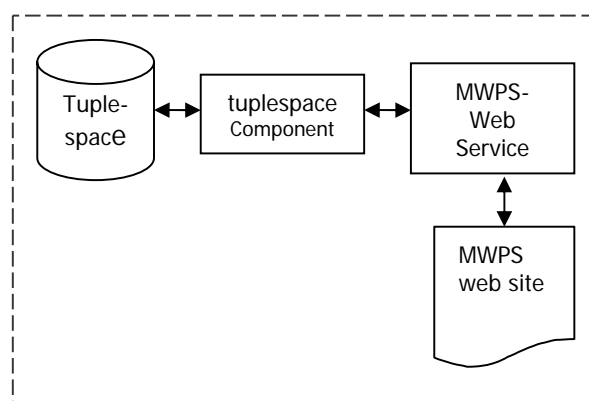 Tuple-
space
tuplespace
Component
MWPS-
Web
Service
MWPS
web site